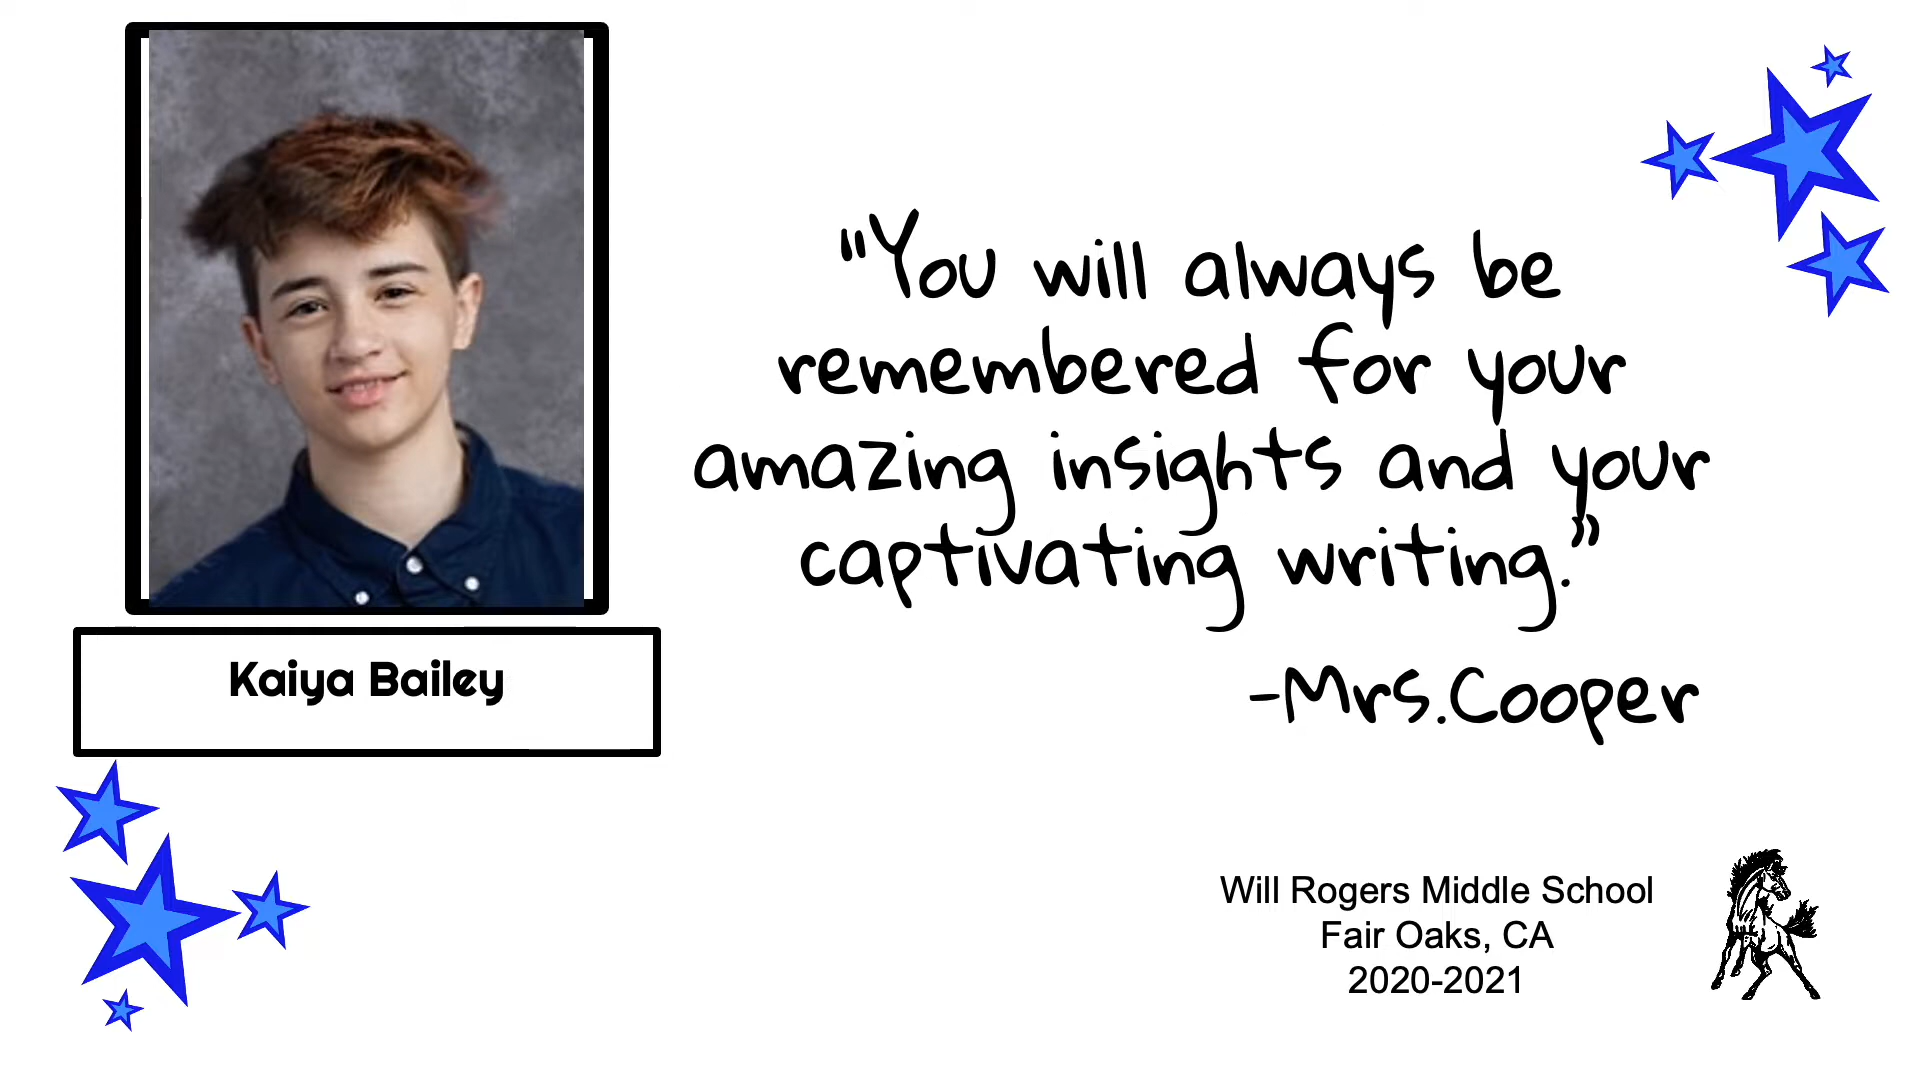 "You will always be
remembered for your
amazing insights and your
captivating writing.”
-Mrs.Cooper
Kaiya Bailey
Will Rogers Middle School
Fair Oaks, CA
2020-2021